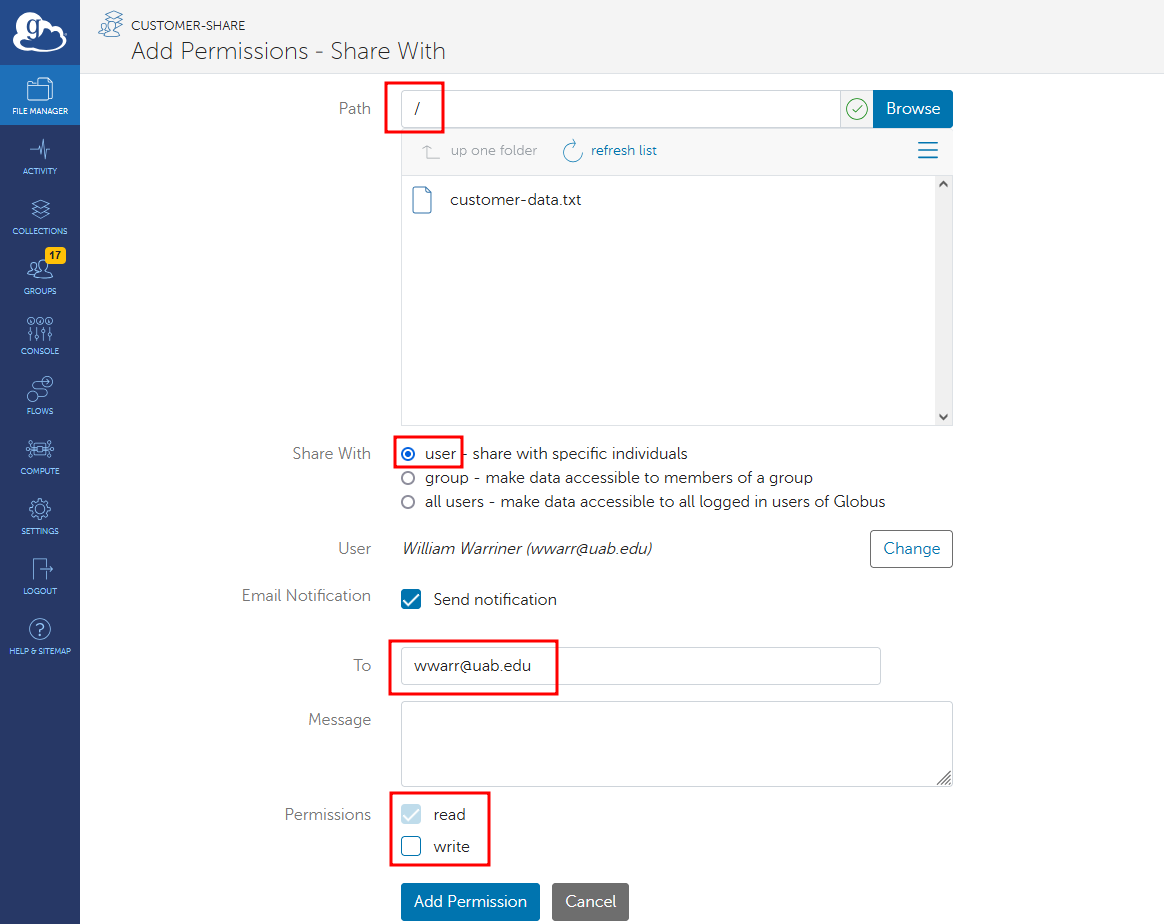 g
CUSTOMER-SHARE
Add Permissions - Share With
FILE MANAGER
ACTIVITY
COLLECTIONS
17
GROUPS
CONSOLE
FLOWS
COMPUTE
SETTINGS
LOGOUT
?
HELP & SITEMAP
Path / Browse
up one folder refresh list
customer-data.txt
Share With user - share with specific individuals
group - make data accessible to members of a group
all users - make data accessible to all logged in users of Globus
User William Warriner (wwarr@uab.edu) Change
Email Notification Send notification
To wwarr@uab.edu
Message
Permissions read
write
Add Permission Cancel